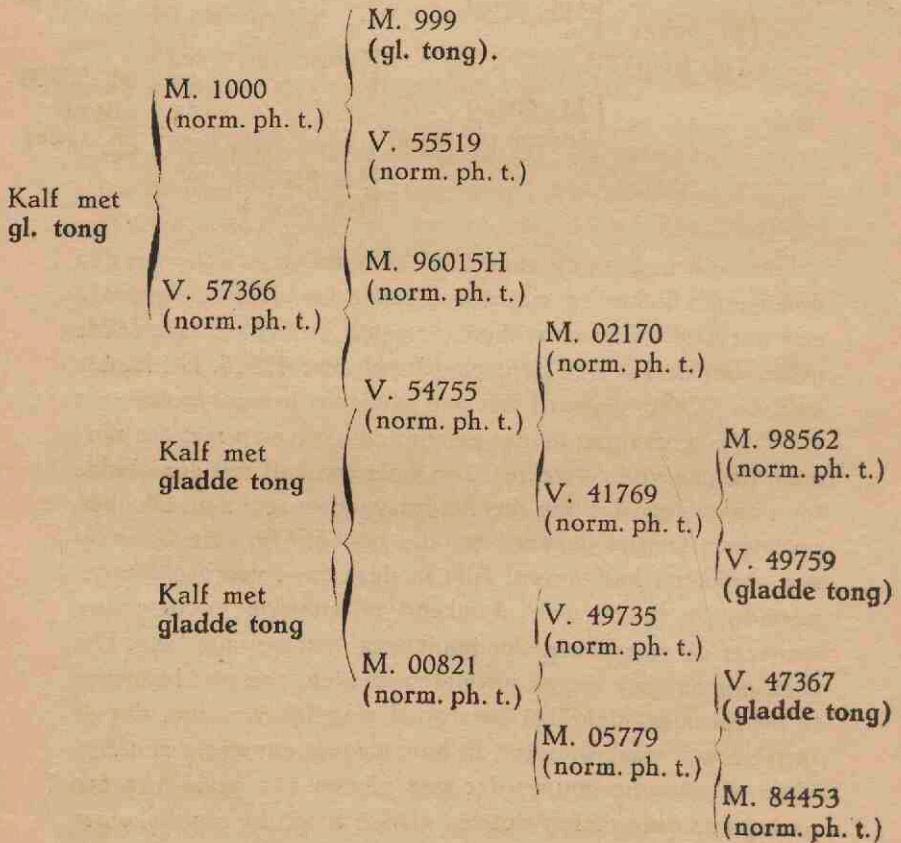 M. 999
(gl. tong).
M. 1000
(norm. ph. t.)
V. 55519
(norm. ph. t.)
Kalf met
gl. tong
M. 96015H
(norm. ph. t.)
V. 57366
(norm. ph. t.)
M. 02170
(norm. ph. t.)
V. 54755
(norm. ph. t.)
Kalf met
gladde tong
M. 98562
(norm. ph. t.)
V. 41769
(norm. ph. t.)
V. 49759
(gladde tong)
Kalf met
gladde tong
V. 49735
(norm. ph. t.)
M. 00821
(norm. ph. t.)
V. 47367
(gladde tong)
M. 05779
(norm. ph. t.)
M. 84453
(norm. ph. t.)